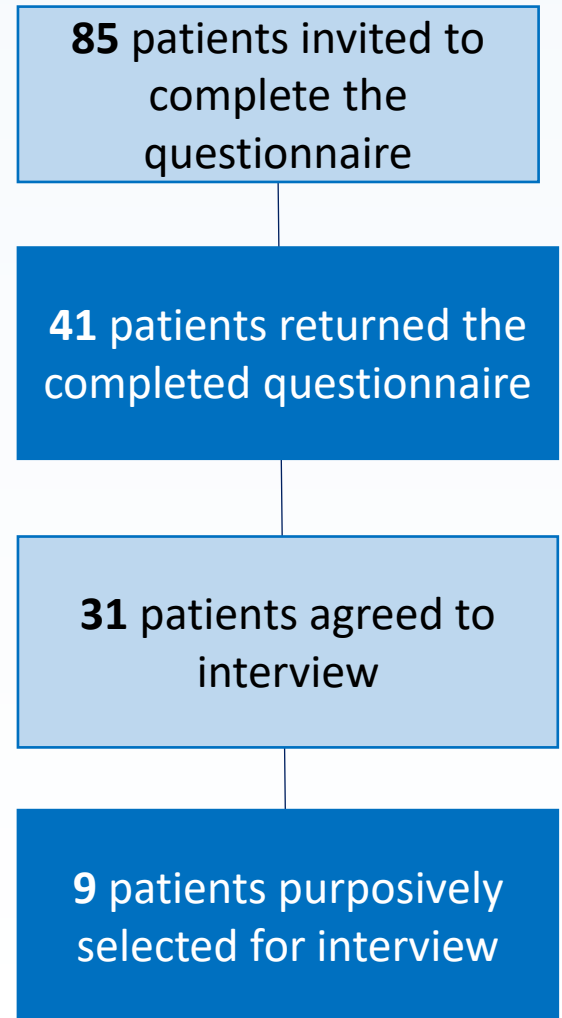 85 patients invited to
complete the
questionnaire
41 patients returned the
completed questionnaire
31 patients agreed to
interview
9 patients purposively
selected for interview